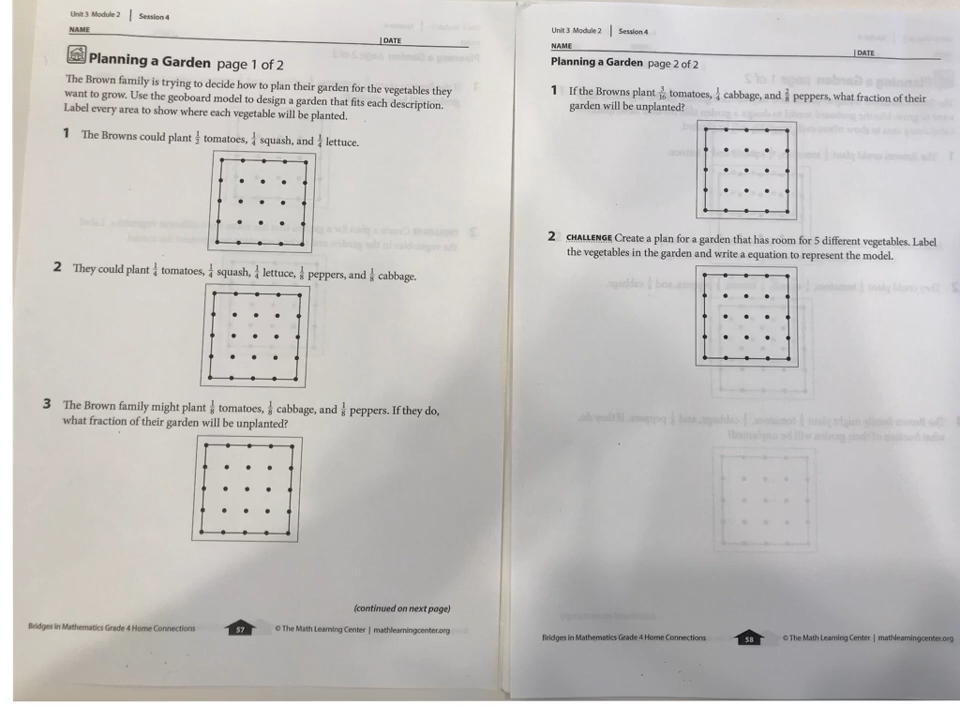 Unit 3 Module 2 | Session 4
NAME | DATE
Planning a Garden page 1 of 2
The Brown family is trying to decide how to plan their garden for the vegetables they
want to grow. Use the geoboard model to design a garden that fits each description.
Label every area to show where each vegetable will be planted.
1 The Browns could plant 1/2 tomatoes, 1/4 squash, and 1/4 lettuce.
2 They could plant 1/4 tomatoes, 1/4 squash, 1/4 lettuce, 1/8 peppers, and 1/8 cabbage.
3 The Brown family might plant 1/8 tomatoes, 1/8 cabbage, and 1/8 peppers. If they do,
what fraction of their garden will be unplanted?
(continued on next page)
Bridges in Mathematics Grade 4 Home Connections 57 © The Math Learning Center | mathlearningcenter.org
Unit 3 Module 2 | Session 4
NAME | DATE
Planning a Garden page 2 of 2
1 If the Browns plant 3/16 tomatoes, 1/4 cabbage, and 2/8 peppers, what fraction of their
garden will be unplanted?
2 CHALLENGE Create a plan for a garden that has room for 5 different vegetables. Label
the vegetables in the garden and write a equation to represent the model.
Bridges in Mathematics Grade 4 Home Connections 58 © The Math Learning Center | mathlearningcenter.org